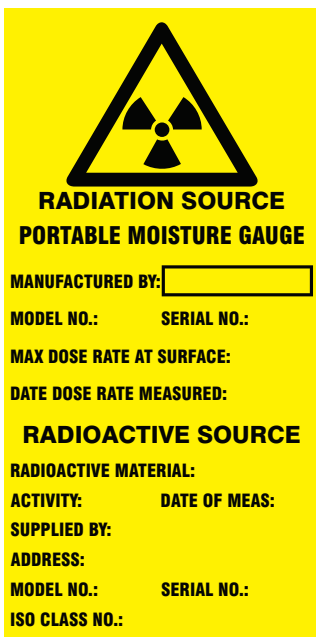 RADIATION SOURCE
PORTABLE MOISTURE GAUGE
MANUFACTURED BY:
MODEL NO.: SERIAL NO.:
MAX DOSE RATE AT SURFACE:
DATE DOSE RATE MEASURED:
RADIOACTIVE SOURCE
RADIOACTIVE MATERIAL:
ACTIVITY: DATE OF MEAS:
SUPPLIED BY:
ADDRESS:
MODEL NO.: SERIAL NO.:
ISO CLASS NO.: